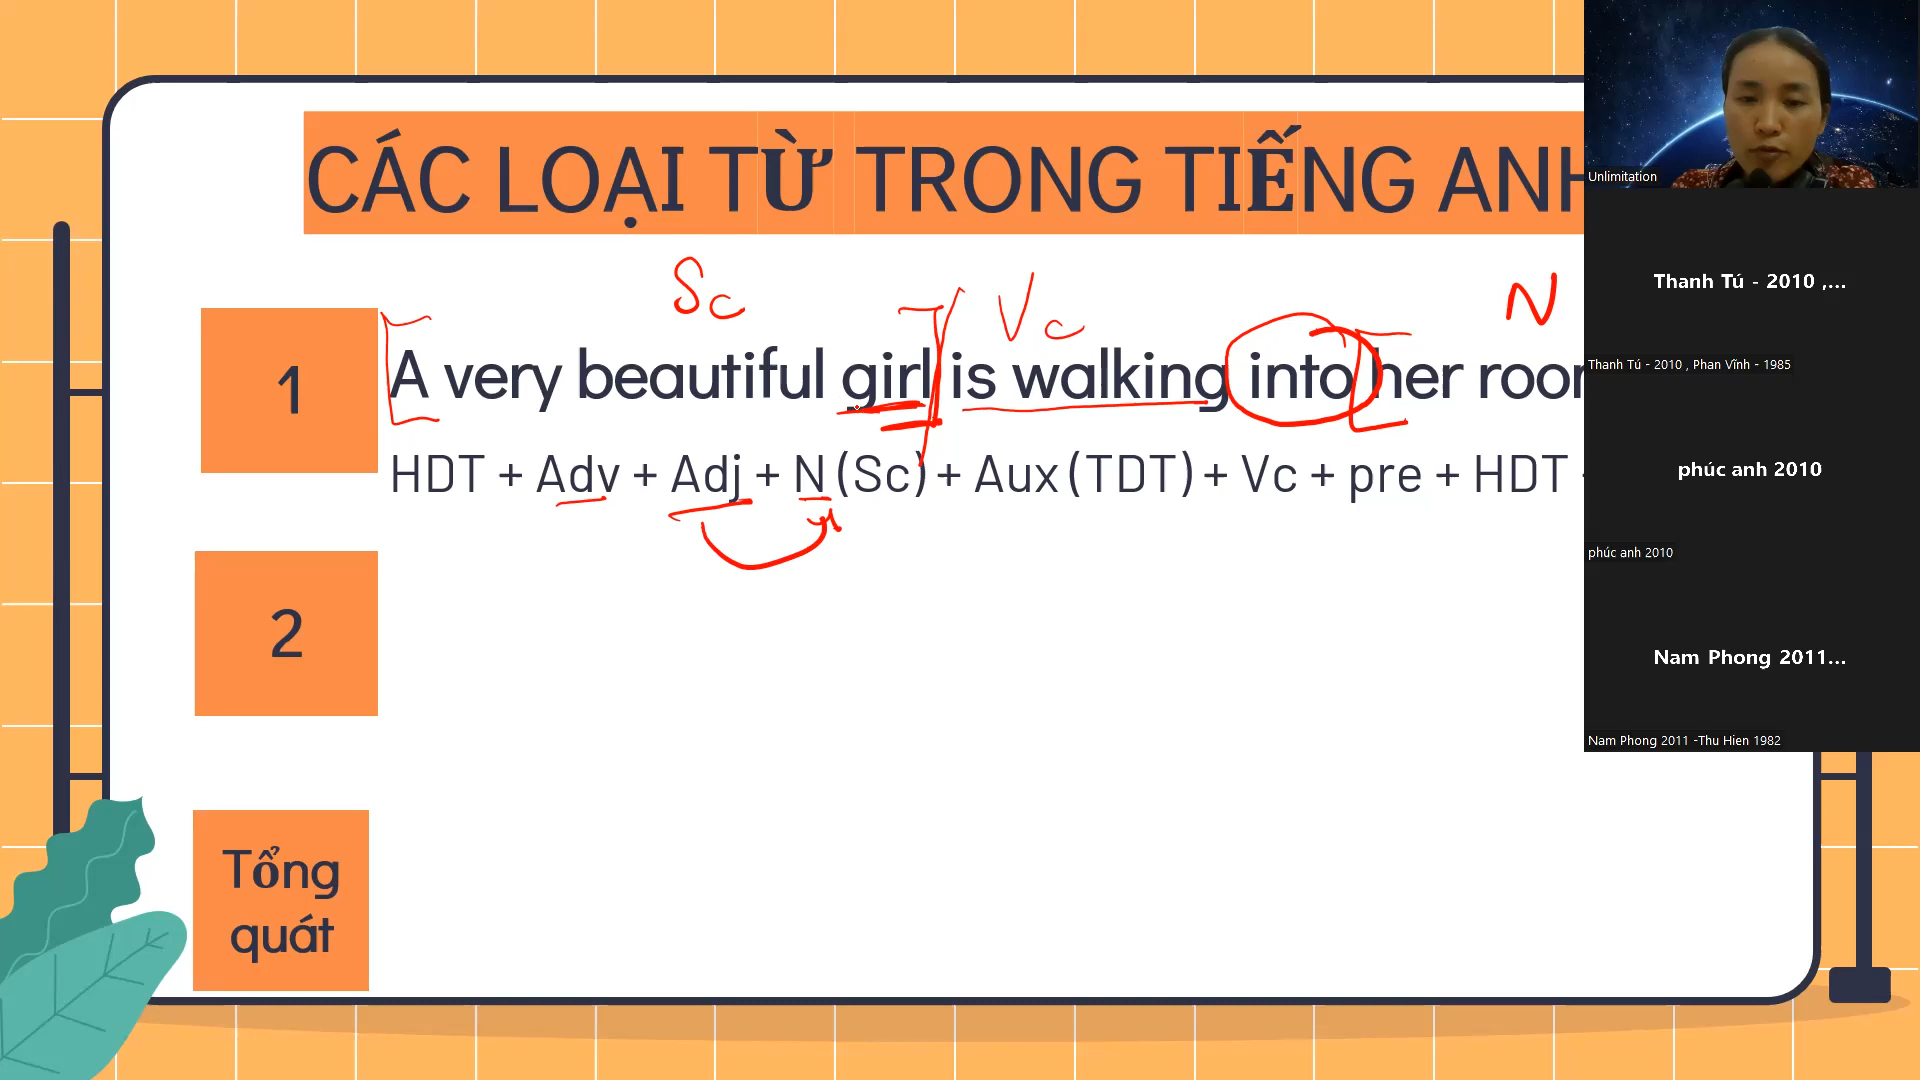 CÁC LOẠI TỪ TRONG TIẾNG ANH
Sc
Vc
N
1
A very beautiful girl is walking into her room
HDT + Adv + Adj + N (Sc) + Aux (TDT) + Vc + pre + HDT -
2
Tổng
quát
Unlimitation
Thanh Tú - 2010 ,...
Thanh Tú - 2010 , Phan Vĩnh - 1985
phúc anh 2010
phúc anh 2010
Nam Phong 2011...
Nam Phong 2011 -Thu Hien 1982